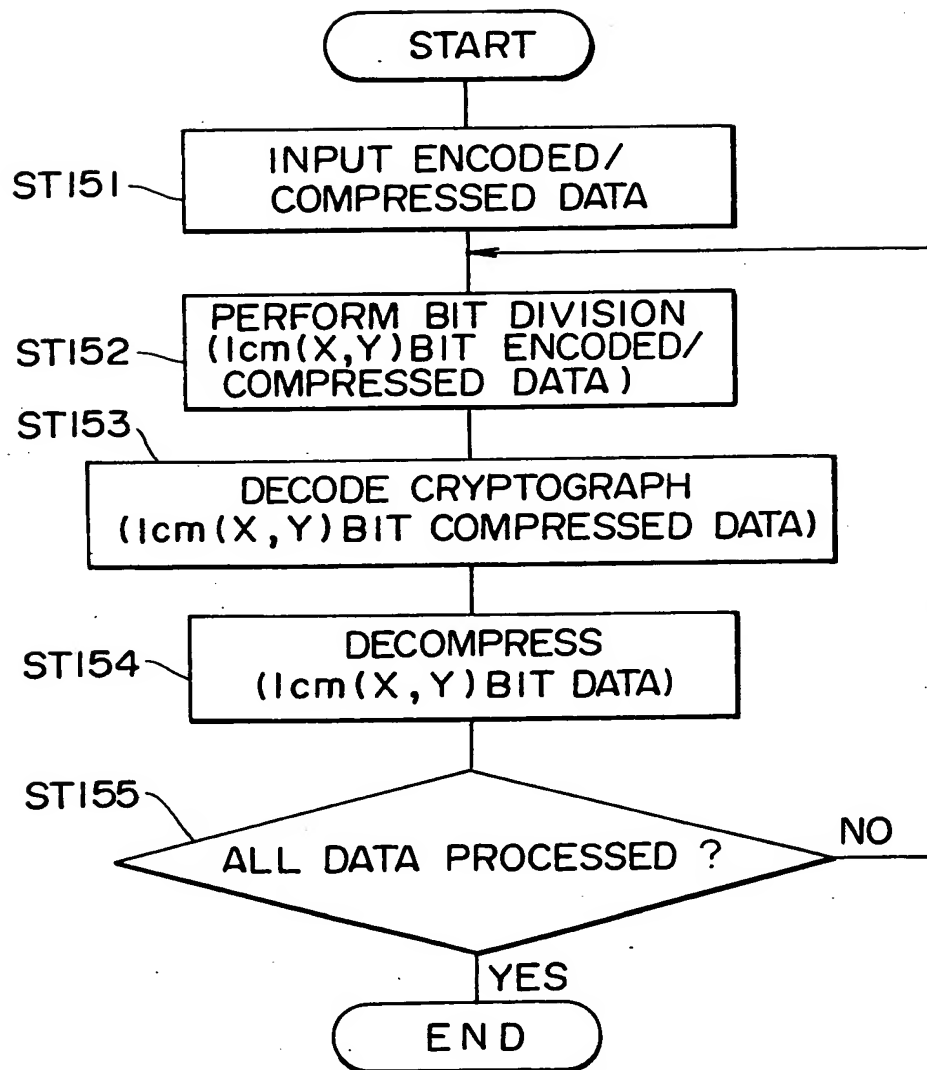 START
ST151
INPUT ENCODED/
COMPRESSED DATA
ST152
PERFORM BIT DIVISION
(lcm(X,Y)BIT ENCODED/
COMPRESSED DATA)
ST153
DECODE CRYPTOGRAPH
(lcm(X,Y)BIT COMPRESSED DATA)
ST154
DECOMPRESS
(lcm(X,Y)BIT DATA)
ST155
ALL DATA PROCESSED ?
NO
YES
END